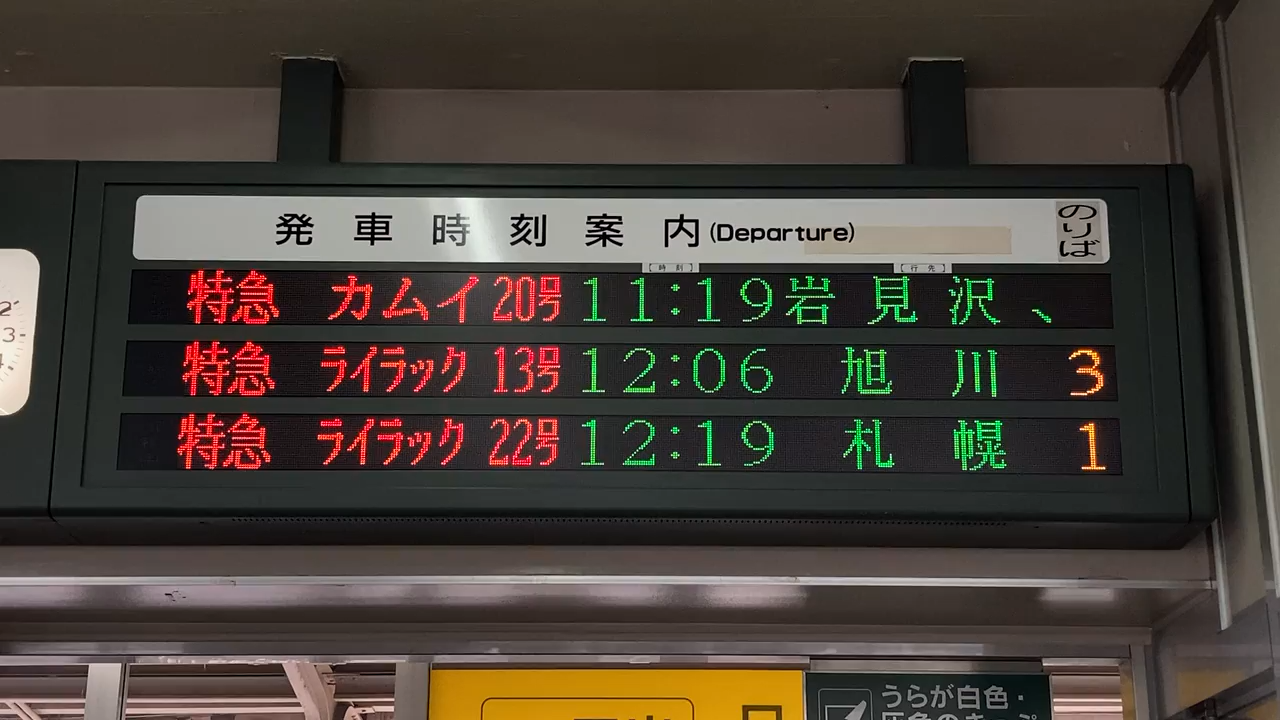 発車時刻案内(Departure) のりば
時刻 行先
特急 カムイ 20号 11:19 岩見沢、
特急 ライラック 13号 12:06 旭川 3
特急 ライラック 22号 12:19 札幌 1
2
3
4
うらが白色・